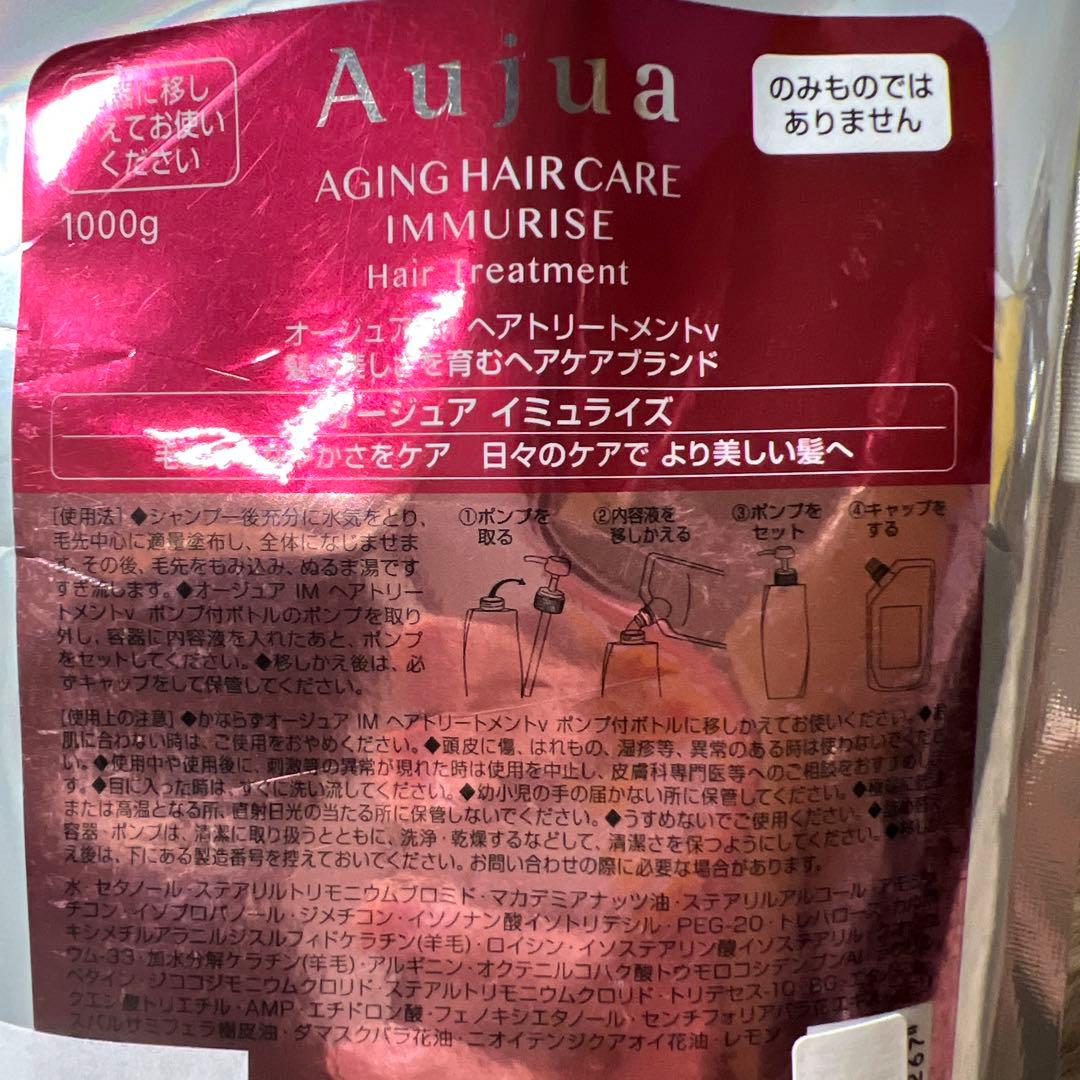 Aujua
に移し
えてお使い
ください
のみものでは
ありません
AGING HAIR CARE
1000g
IMMURISE
Hair Treatment
オージュア ヘアトリートメントv
を育むヘアケアブランド
オージュア イミュライズ
かさをケア 日々のケアで より美しい髪へ
[使用法]◆シャンプー後充分に水気をとり、
毛先中心に適量塗布し、全体になじませま
す。その後、毛先をもみ込み、ぬるま湯です
すぎ流します。◆オージュア IM ヘアトリー
トメントv ポンプ付ボトルのポンプを取り
外し、容器に内容液を入れたあと、ポンプ
をセットしてください。◆移しかえ後は、必
ずキャップをして保管してください。
①ポンプを
取る
②内容液を
移しかえる
③ポンプを
セット
④キャップを
する
[使用上の注意]◆かならずオージュア IM ヘアトリートメントv ポンプ付ボトルに移しかえてお使いください。◆お
肌に合わない時は、ご使用をおやめください。◆頭皮に傷、はれもの、湿疹等、異常のある時は使わないでくださ
い。◆使用中や使用後に、刺激等の異常が現れた時は使用を中止し、皮膚科専門医等へのご相談をおすすめし
す。◆目に入った時は、すぐに洗い流してください。◆幼小児の手の届かない所に保管してください。◆
または高温となる所、直射日光の当たる所に保管しないでください。◆うすめないでご使用ください。◆
容器・ポンプは、清潔に取り扱うとともに、洗浄・乾燥するなどして、清潔さを保つようにしてください。◆
え後は、下にある製造番号を控えておいてください。お問い合わせの際に必要な場合があります。
水・セタノール・ステアリルトリモニウムブロミド・マカデミアナッツ油・ステアリルアルコール・アモジ
チコン・イソプロパノール・ジメチコン・イソノナン酸イソトリデシル・PEG-20・トレハロース・カルボ
キシメチルアラニルジスルフィドケラチン(羊毛)・ロイシン・イソステアリン酸イソステアリル・
ウム-33・加水分解ケラチン(羊毛)・アルギニン・オクテニルコハク酸トウモロコシデンプンAl・
ベタイン・ジココジモニウムクロリド・ステアルトリモニウムクロリド・トリデセス-10・BG・エタノール
クエン酸トリエチル・AMP・エチドロン酸・フェノキシエタノール・センチフォリアバラ花エキス
スパルサミフェラ樹皮油・ダマスクバラ花油・ニオイテンジクアオイ花油・レモン
267"